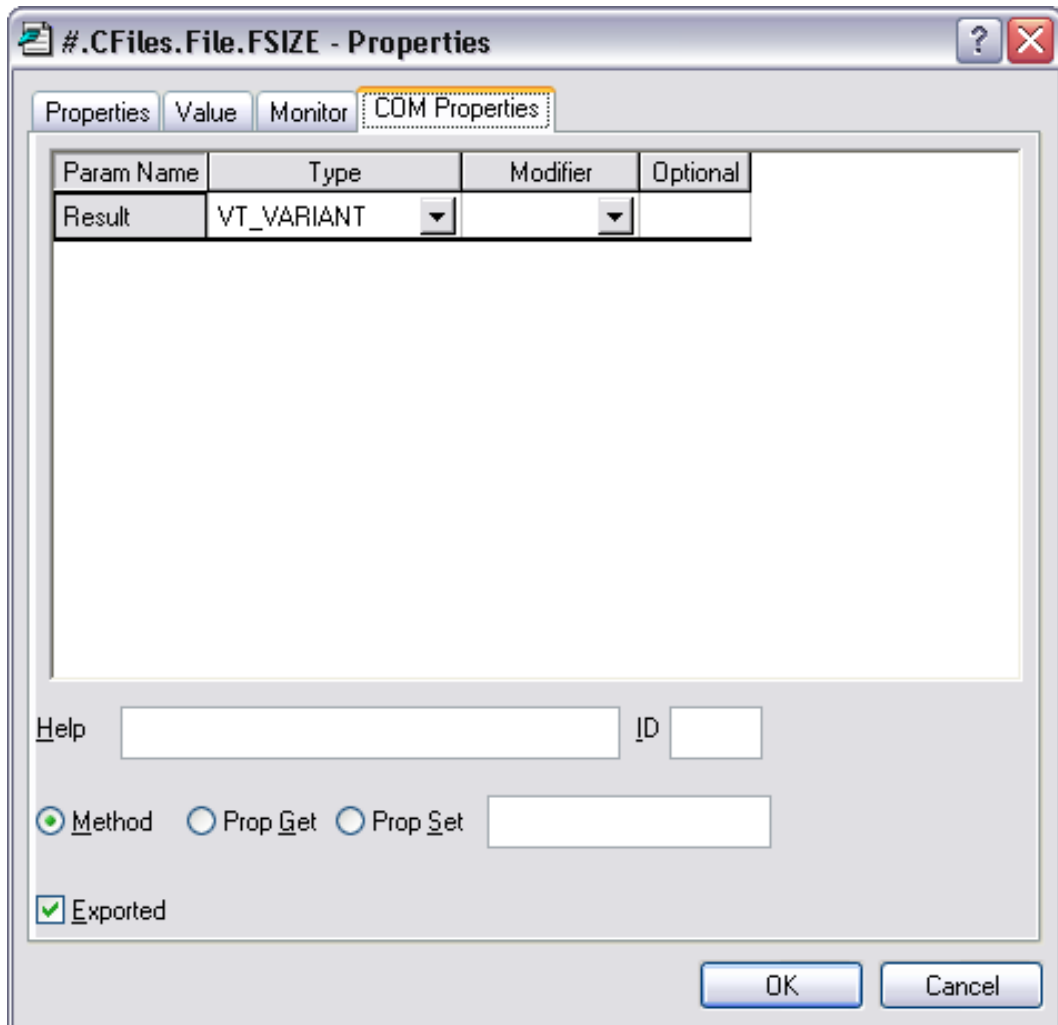 #.CFiles.File.FSIZE - Properties
Properties Value Monitor COM Properties
Param Name Type Modifier Optional
Result VT_VARIANT
Help ID
Method Prop Get Prop Set
Exported
OK Cancel